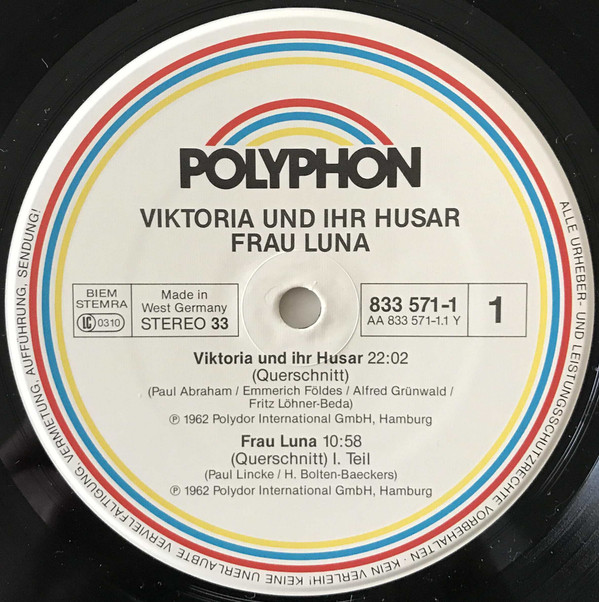 POLYPHON
VIKTORIA UND IHR HUSAR
FRAU LUNA
BIEM
STEMRA
LC 0310
Made in
West Germany
STEREO 33
833 571-1
AA 833 571-1.1 Y
1
Viktoria und ihr Husar 22:02
(Querschnitt)
(Paul Abraham / Emmerich Földes / Alfred Grünwald /
Fritz Löhner-Beda)
℗ 1962 Polydor International GmbH, Hamburg
Frau Luna 10:58
(Querschnitt) I. Teil
(Paul Lincke / H. Bolten-Baeckers)
℗ 1962 Polydor International GmbH, Hamburg
ALLE URHEBER- UND LEISTUNGSSCHUTZRECHTE VORBEHALTEN · KEIN VERLEIH! KEINE UNERLAUBTE VERVIELFÄLTIGUNG, VERMIETUNG, AUFFÜHRUNG, SENDUNG!